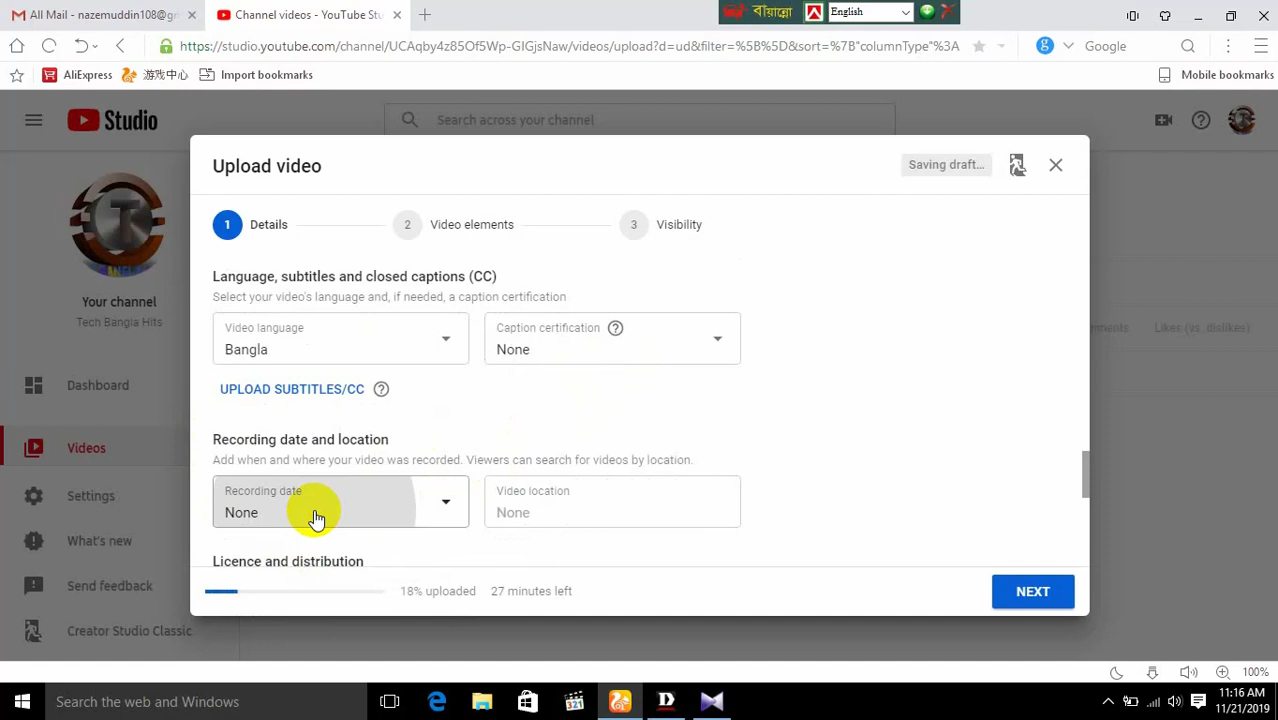 All Mail - razemuddin108@gn
Channel videos - YouTube Stu
বায়ান্নো
English
https://studio.youtube.com/channel/UCAqby4z85Of5Wp-GIGjsNaw/videos/upload?d=ud&filter=%5B%5D&sort=%7B"columnType"%3A
Google
AliExpress
游戏中心
Import bookmarks
Mobile bookmarks
Studio
Search across your channel
Upload video
Saving draft...
1 Details
2 Video elements
3 Visibility
Your channel
Tech Bangla Hits
Language, subtitles and closed captions (CC)
Select your video's language and, if needed, a caption certification
Video language
Bangla
Caption certification
None
UPLOAD SUBTITLES/CC
Likes (vs. dislikes)
Dashboard
Videos
Settings
What's new
Send feedback
Creator Studio Classic
Recording date and location
Add when and where your video was recorded. Viewers can search for videos by location.
Recording date
None
Video location
None
Licence and distribution
18% uploaded
27 minutes left
NEXT
100%
Search the web and Windows
321
11:16 AM
11/21/2019